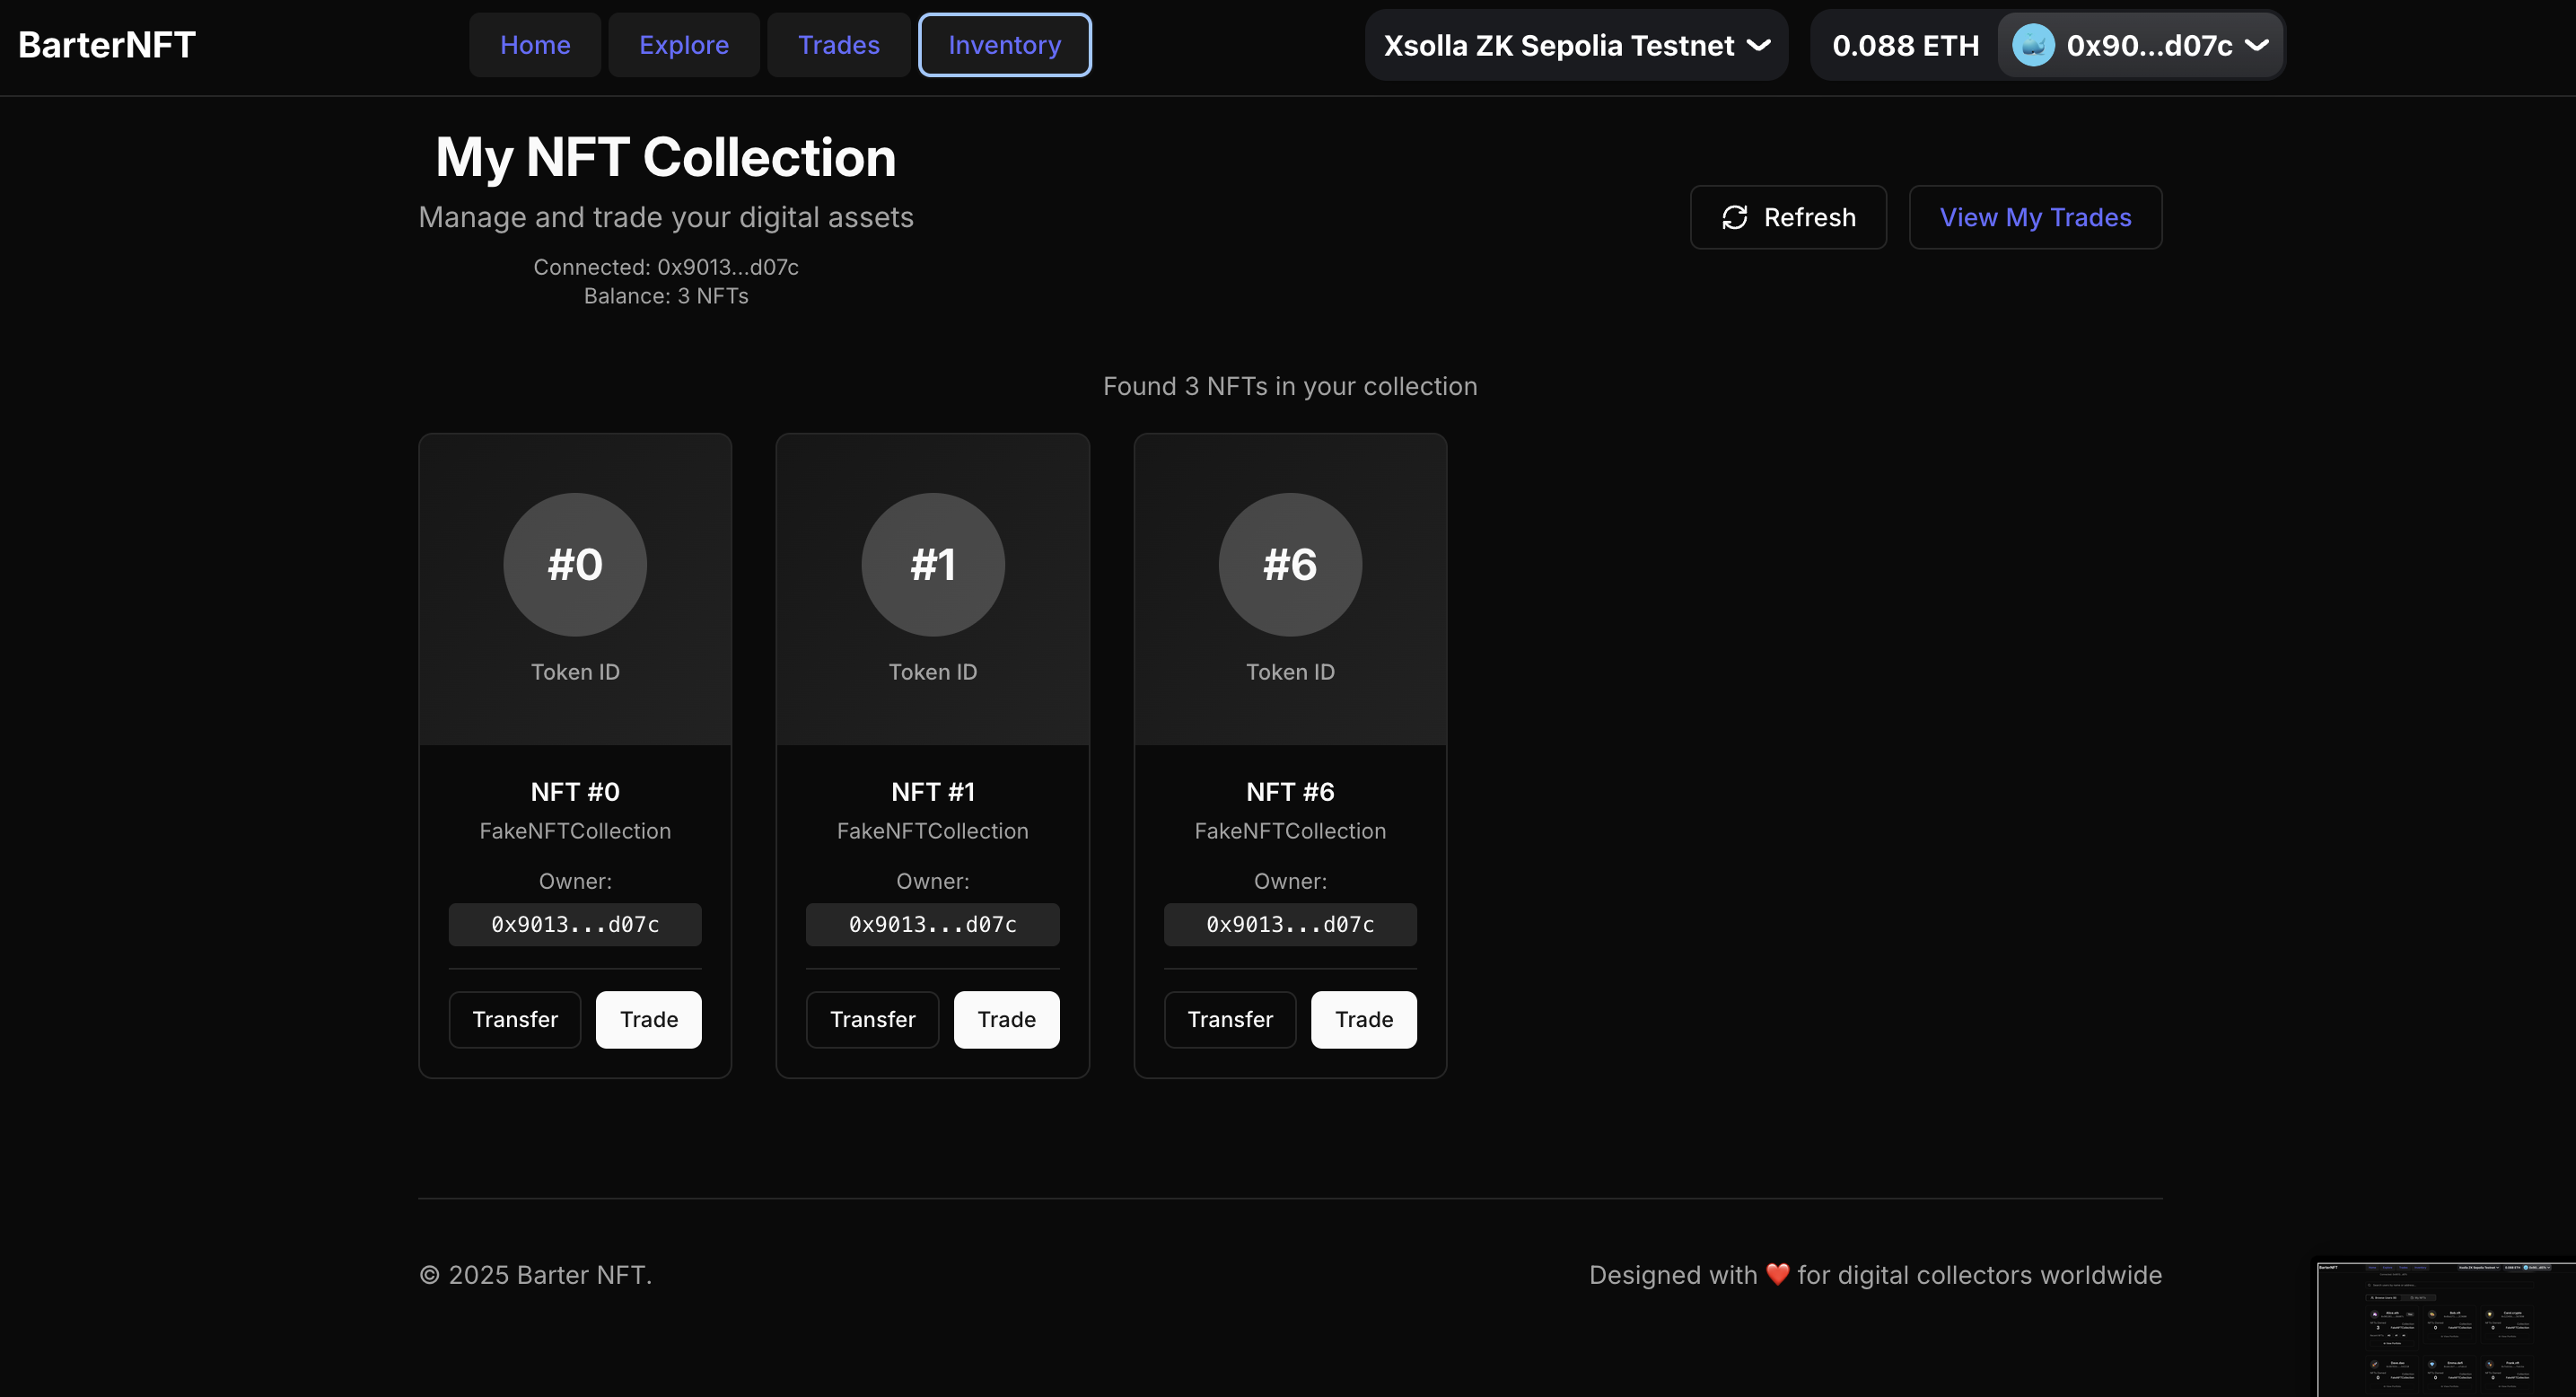 BarterNFT
Home
Explore
Trades
Inventory
Xsolla ZK Sepolia Testnet
0.088 ETH
0x90...d07c
My NFT Collection
Manage and trade your digital assets
Connected: 0x9013...d07c
Balance: 3 NFTs
Refresh
View My Trades
Found 3 NFTs in your collection
#0
Token ID
NFT #0
FakeNFTCollection
Owner:
0x9013...d07c
Transfer
Trade
#1
Token ID
NFT #1
FakeNFTCollection
Owner:
0x9013...d07c
Transfer
Trade
#6
Token ID
NFT #6
FakeNFTCollection
Owner:
0x9013...d07c
Transfer
Trade
© 2025 Barter NFT.
Designed with ❤️ for digital collectors worldwide